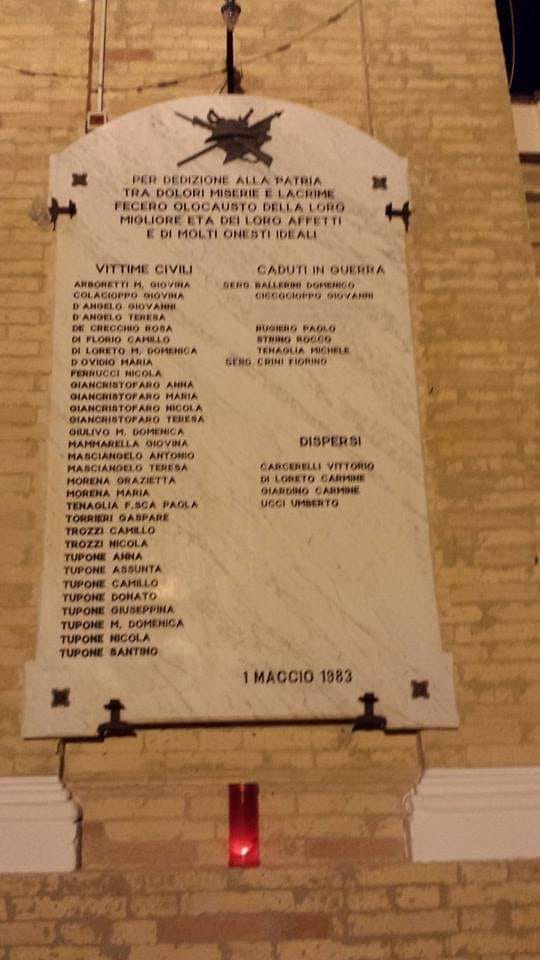 PER DEDIZIONE ALLA PATRIA
TRA DOLORI MISERIE E LACRIME
FECERO OLOCAUSTO DELLA LORO
MIGLIORE ETA DEI LORO AFFETTI
E DI MOLTI ONESTI IDEALI
VITTIME CIVILI
ARBORETTI M. GIOVINA
COLACIOPPO GIOVINA
D'ANGELO GIOVANNI
D'ANGELO TERESA
DE CRECCHIO ROSA
DI FLORIO CAMILLO
DI LORETO M. DOMENICA
D'OVIDIO MARIA
FERRUCCI NICOLA
GIANCRISTOFARO ANNA
GIANCRISTOFARO MARIA
GIANCRISTOFARO NICOLA
GIANCRISTOFARO TERESA
GIULIVO M. DOMENICA
MAMMARELLA GIOVINA
MASCIANGELO ANTONIO
MASCIANGELO TERESA
MORENA GRAZIETTA
MORENA MARIA
TENAGLIA F.SCA PAOLA
TORRIERI GASPARE
TROZZI CAMILLO
TROZZI NICOLA
TUPONE ANNA
TUPONE ASSUNTA
TUPONE CAMILLO
TUPONE DONATO
TUPONE GIUSEPPINA
TUPONE M. DOMENICA
TUPONE NICOLA
TUPONE SANTINO
CADUTI IN GUERRA
SERG. BALLERINI DOMENICO
CICCOCIOPPO GIOVANNI
RUGIERO PAOLO
STRINO ROCCO
TENAGLIA MICHELE
SERG. CRINI FIORINO
DISPERSI
CARCERELLI VITTORIO
DI LORETO CARMINE
GIARDINO CARMINE
UCCI UMBERTO
1 MAGGIO 1983